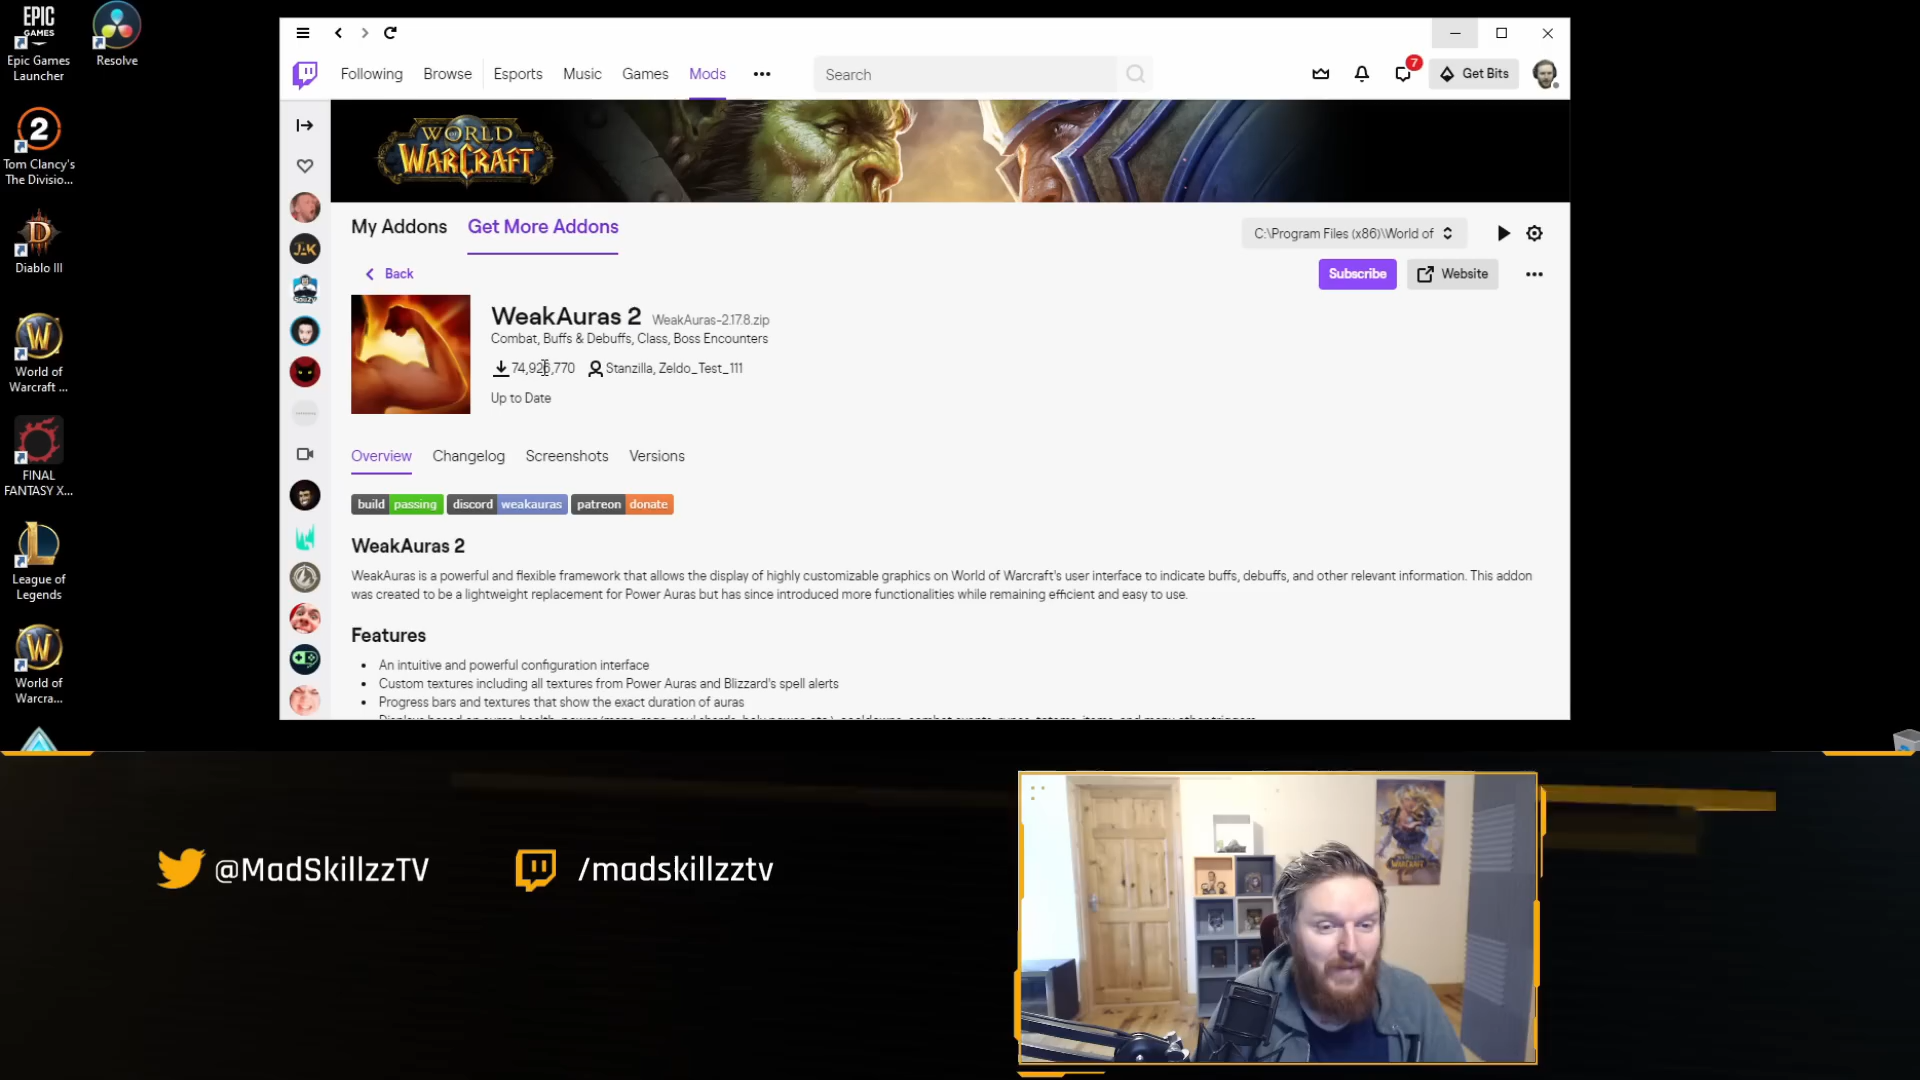 EPIC
GAMES
Epic Games
Launcher
Resolve
2
Tom Clancy's
The Divisio...
Diablo III
World of
Warcraft ...
FINAL
FANTASY X...
League of
Legends
World of
Warcra...
Following
Browse
Esports
Music
Games
Mods
Search
7
Get Bits
WORLD
WARCRAFT
My Addons
Get More Addons
C:\Program Files (x86)\World of
Back
Subscribe
Website
WeakAuras 2 WeakAuras-2.17.8.zip
Combat, Buffs & Debuffs, Class, Boss Encounters
Stanzilla, Zeldo_Test_111
Up to Date
Overview
Changelog
Screenshots
Versions
build passing discord weakauras patreon donate
WeakAuras 2
WeakAuras is a powerful and flexible framework that allows the display of highly customizable graphics on World of Warcraft's user interface to indicate buffs, debuffs, and other relevant information. This addon
was created to be a lightweight replacement for Power Auras but has since introduced more functionalities while remaining efficient and easy to use.
Features
An intuitive and powerful configuration interface
Custom textures including all textures from Power Auras and Blizzard's spell alerts
Progress bars and textures that show the exact duration of auras
@MadSkillzzTV
/madskillzztv